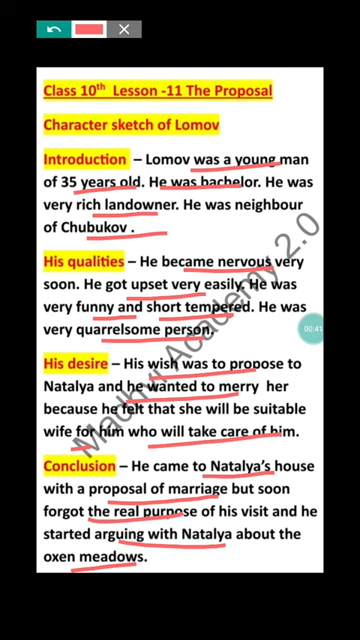 Class 10th Lesson -11 The Proposal
Character sketch of Lomov
Introduction – Lomov was a young man
of 35 years old. He was bachelor. He was
very rich landowner. He was neighbour
of Chubukov .
His qualities – He became nervous very
soon. He got upset very easily. He was
very funny and short tempered. He was
very quarrelsome person.
00:41
His desire – His wish was to propose to
Natalya and he wanted to merry her
because he felt that she will be suitable
wife for him who will take care of him.
Conclusion – He came to Natalya's house
with a proposal of marriage but soon
forgot the real purpose of his visit and he
started arguing with Natalya about the
oxen meadows.
Madhvi Academy 2.0